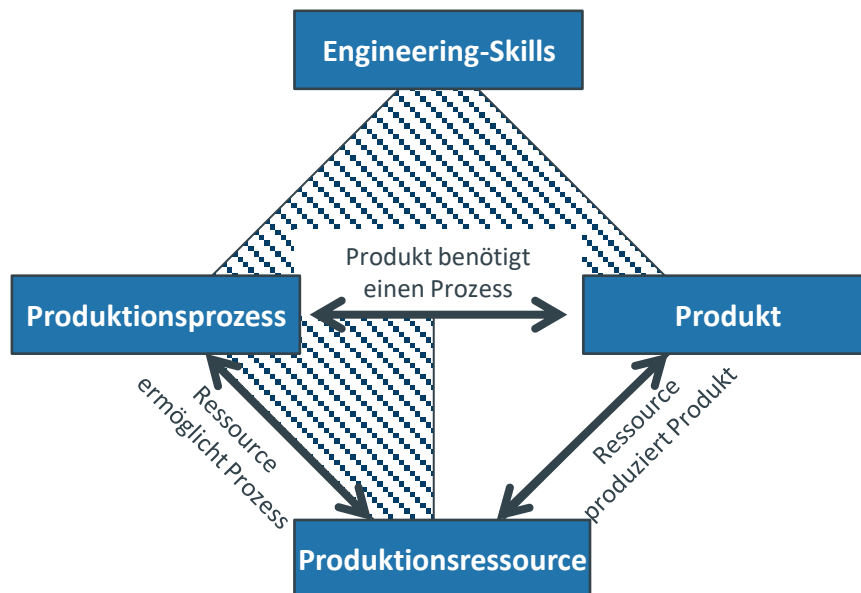 Engineering-Skills
Produkt benötigt
einen Prozess
Produktionsprozess
Produkt
Ressource
ermöglicht Prozess
Ressource
produziert Produkt
Produktionsressource